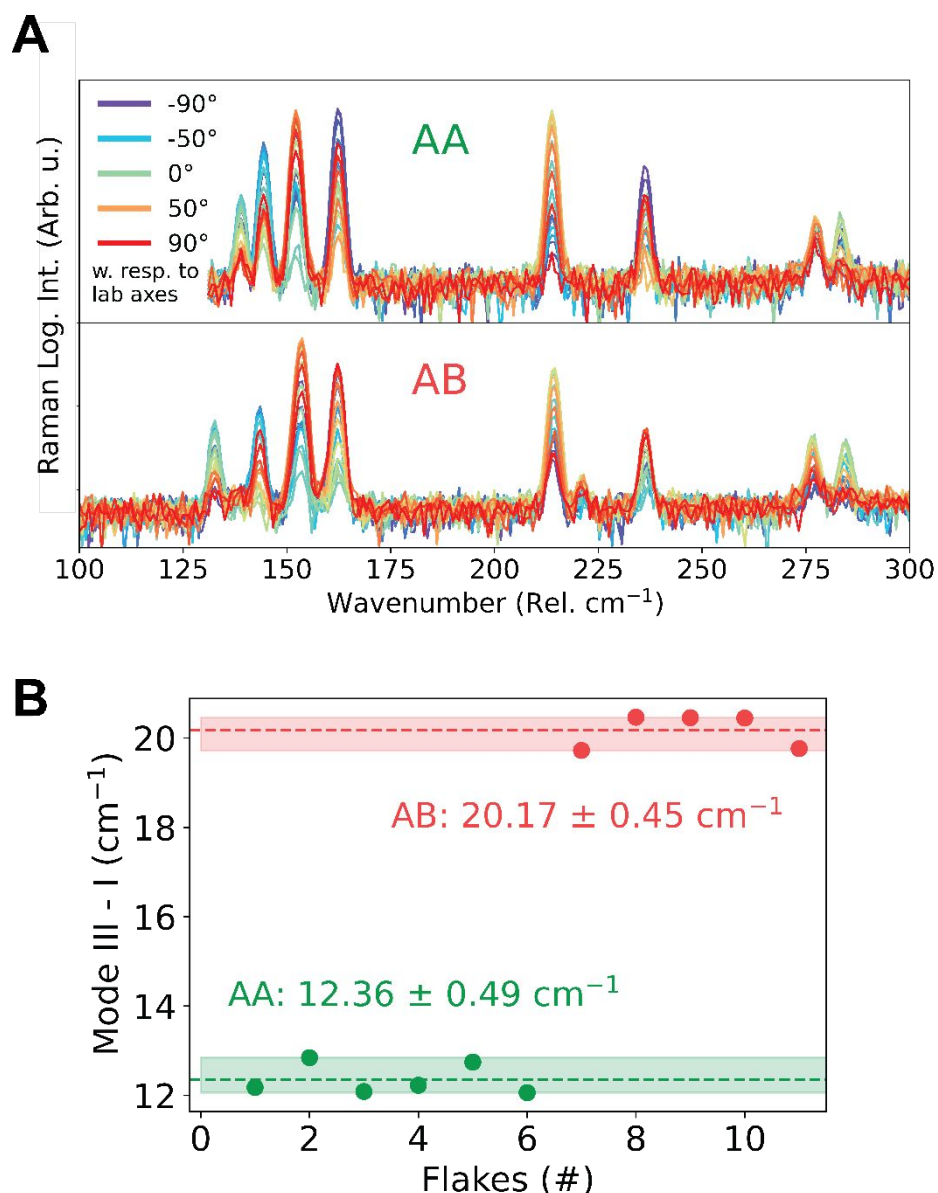 A
Raman Log. Int. (Arb. u.)
-90°
-50°
0°
50°
90°
w. resp. to
lab axes
AA
AB
100 125 150 175 200 225 250 275 300
Wavenumber (Rel. cm⁻¹)
B
Mode III - I (cm⁻¹)
20
18
16
14
12
AB: 20.17 ± 0.45 cm⁻¹
AA: 12.36 ± 0.49 cm⁻¹
0 2 4 6 8 10
Flakes (#)